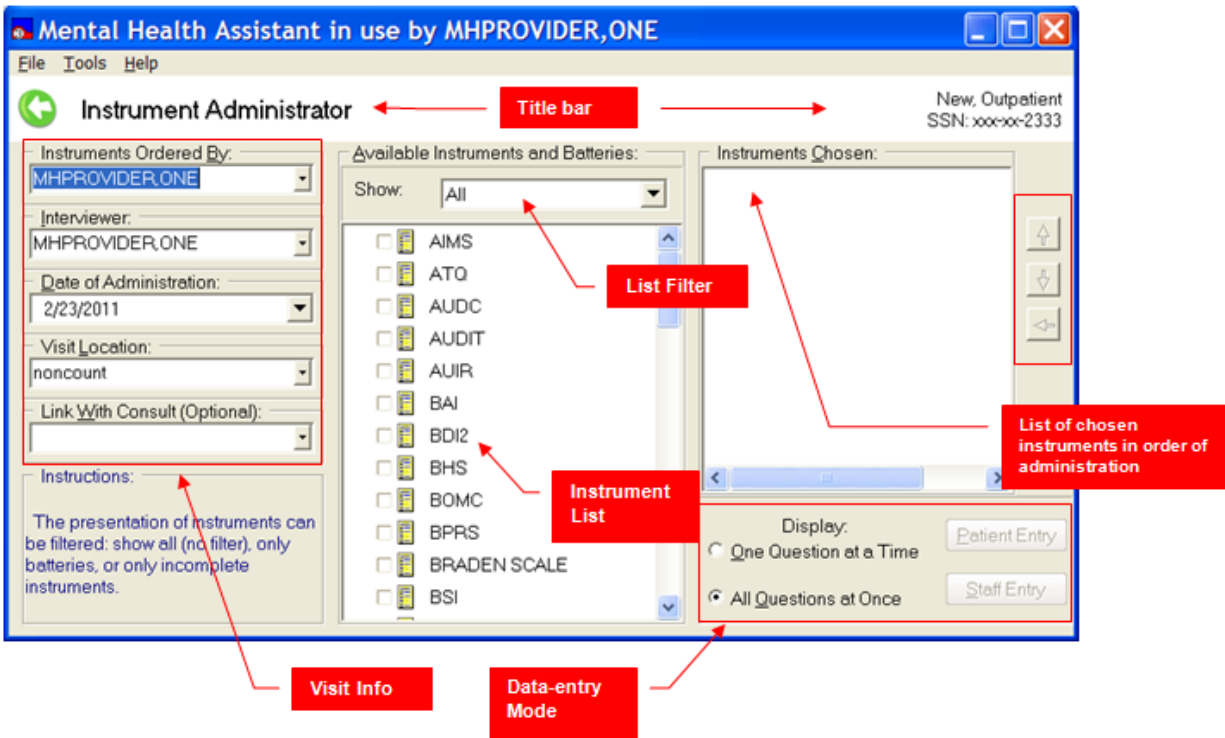 Mental Health Assistant in use by MHPROVIDER,ONE
File Tools Help
Instrument Administrator
Title bar
New, Outpatient
SSN: xxx-xx-2333
Instruments Ordered By:
MHPROVIDER,ONE
Interviewer:
MHPROVIDER,ONE
Date of Administration:
2/23/2011
Visit Location:
noncount
Link With Consult (Optional):
Instructions:
The presentation of instruments can
be filtered: show all (no filter), only
batteries, or only incomplete
instruments.
Available Instruments and Batteries:
Show: All
AIMS
ATQ
AUDC
AUDIT
AUIR
BAI
BDI2
BHS
BOMC
BPRS
BRADEN SCALE
BSI
List Filter
Instrument
List
Instruments Chosen:
List of chosen
instruments in order of
administration
Display:
One Question at a Time
All Questions at Once
Patient Entry
Staff Entry
Visit Info
Data-entry
Mode